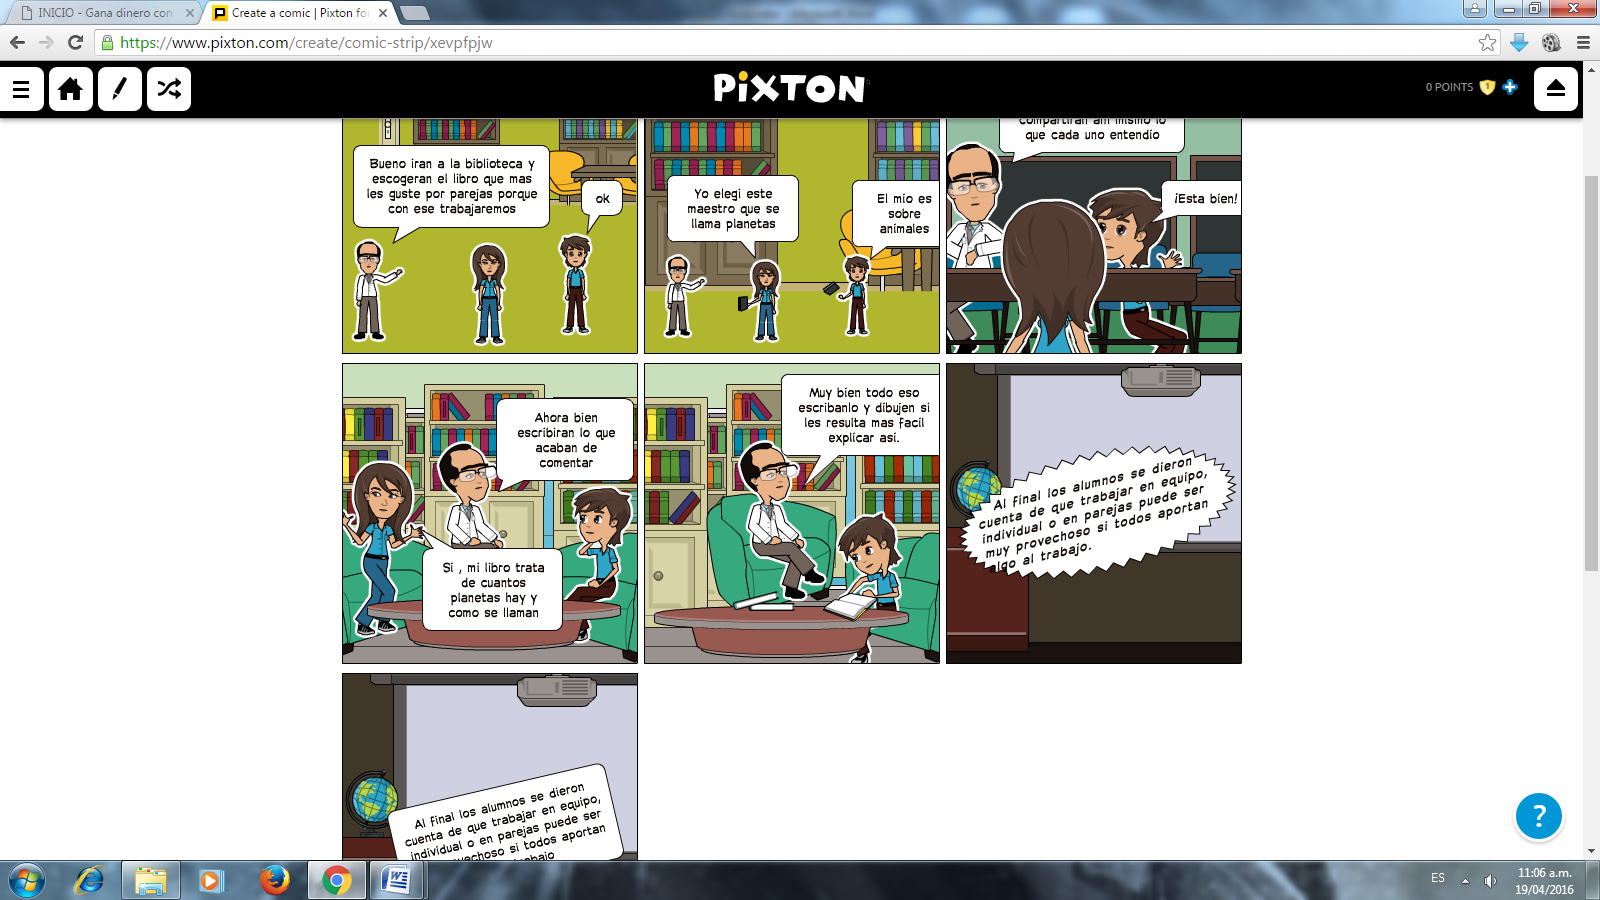 INICIO - Gana dinero con
Create a comic | Pixton fo
https://www.pixton.com/create/comic-strip/xevpfpjw
PiXTON
0 POINTS
1
Bueno iran a la biblioteca y
escogeran el libro que mas
les guste por parejas porque
con ese trabajaremos
ok
Yo elegi este
maestro que se
llama planetas
El mio es
sobre
animales
que cada uno entendio
¡Esta bien!
Ahora bien
escribiran lo que
acaban de
comentar
Si , mi libro trata
de cuantos
planetas hay y
como se llaman
Muy bien todo eso
escribanlo y dibujen si
les resulta mas facil
explicar asi.
Al final los alumnos se dieron
cuenta de que trabajar en equipo,
individual o en parejas puede ser
muy provechoso si todos aportan
algo al trabajo.
Al final los alumnos se dieron
cuenta de que trabajar en equipo,
individual o en parejas puede ser
provechoso si todos aportan
?
ES
11:06 a.m.
19/04/2016